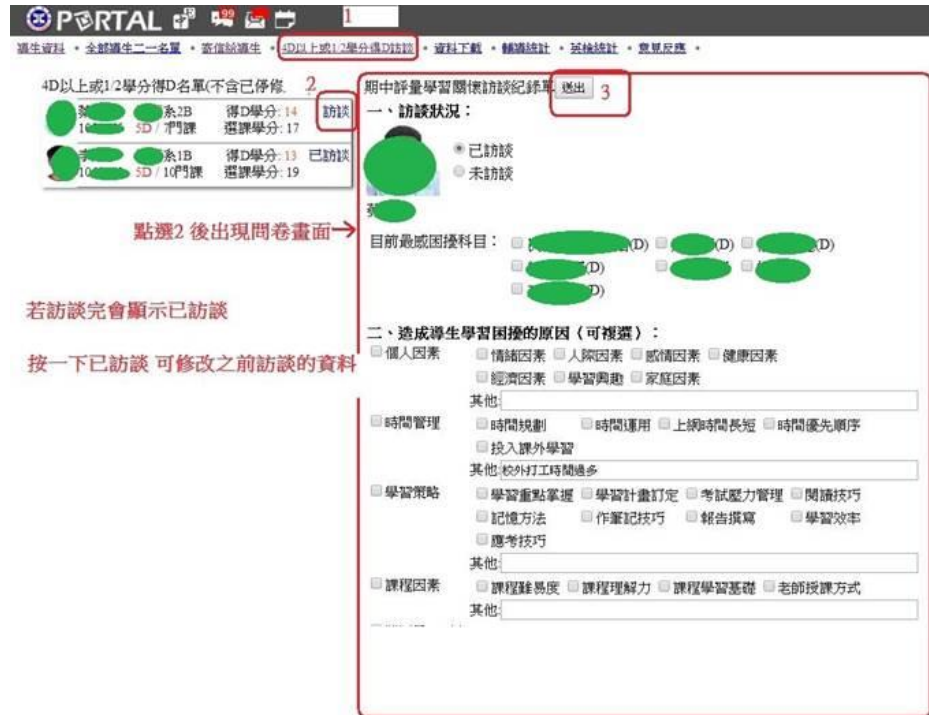 PORTAL 99 1
導生資料 · 全部導生二一名單 · 寄信給導生 · 4D以上或1/2學分得D訪談 · 資料下載 · 輔導統計 · 英檢統計 · 意見反應 ·
4D以上或1/2學分得D名單(不含已停修 2
蔡 系2B 得D學分:14 訪談
10 5D / 7門課 選課學分:17
李 系1B 得D學分:13 已訪談
10 5D / 10門課 選課學分:19
點選2 後出現問卷畫面→
若訪談完會顯示已訪談
按一下已訪談 可修改之前訪談的資料
期中評量學習關懷訪談紀錄單 送出 3
一、訪談狀況：
已訪談
未訪談
蔡
目前最感困擾科目： (D) (D) (D)
(D)
(D)
二、造成導生學習困擾的原因（可複選）：
個人因素 情緒因素 人際因素 感情因素 健康因素
經濟因素 學習興趣 家庭因素
其他:
時間管理 時間規劃 時間運用 上網時間長短 時間優先順序
投入課外學習
其他:校外打工時間過多
學習策略 學習重點掌握 學習計畫訂定 考試壓力管理 閱讀技巧
記憶方法 作筆記技巧 報告撰寫 學習效率
應考技巧
其他:
課程因素 課程難易度 課程理解力 課程學習基礎 老師授課方式
其他: